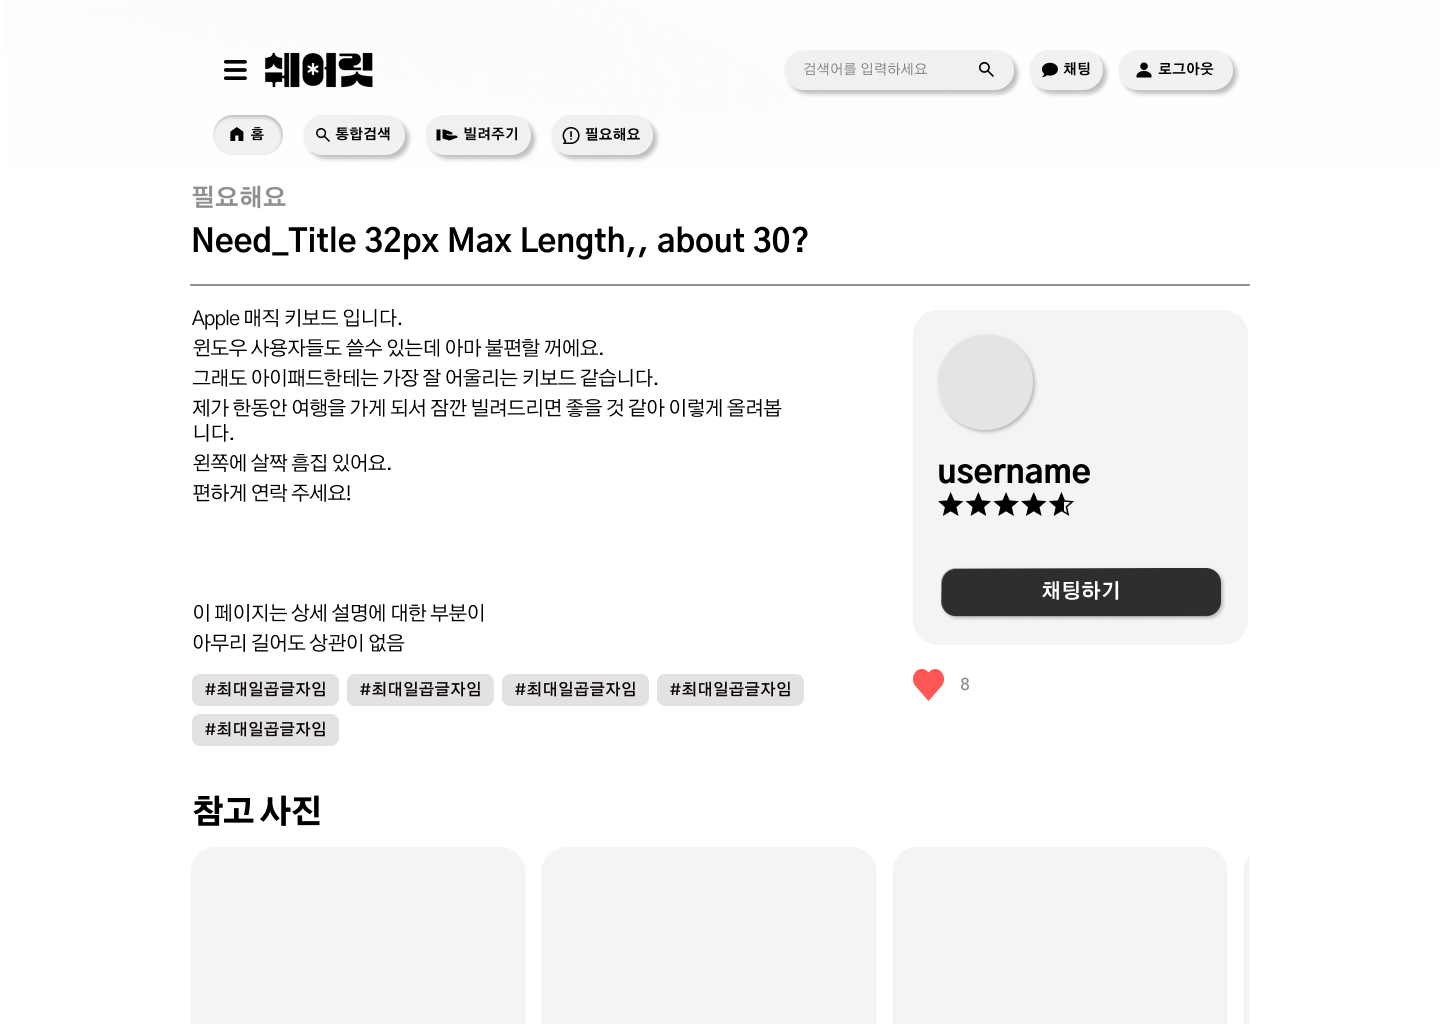 쉐어릿
검색어를 입력하세요
채팅
로그아웃
홈
통합검색
빌려주기
필요해요
필요해요
Need_Title 32px Max Length,, about 30?
Apple 매직 키보드 입니다.
윈도우 사용자들도 쓸수 있는데 아마 불편할 꺼에요.
그래도 아이패드한테는 가장 잘 어울리는 키보드 같습니다.
제가 한동안 여행을 가게 되서 잠깐 빌려드리면 좋을 것 같아 이렇게 올려봅
니다.
왼쪽에 살짝 흠집 있어요.
편하게 연락 주세요!
이 페이지는 상세 설명에 대한 부분이
아무리 길어도 상관이 없음
#최대일곱글자임 #최대일곱글자임 #최대일곱글자임 #최대일곱글자임
#최대일곱글자임
username
채팅하기
8
참고 사진